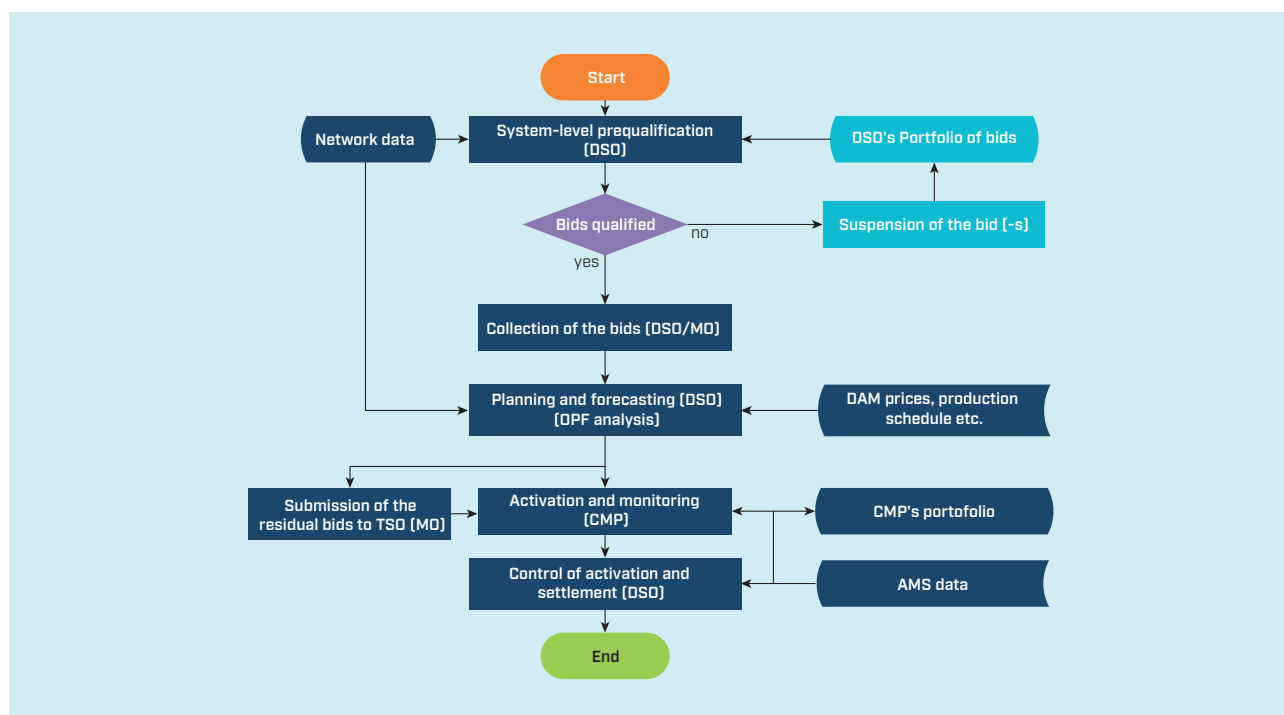 Start
Network data
System-level prequalification
(DSO)
DSO's Portfolio of bids
Bids qualified
no
Suspension of the bid (-s)
yes
Collection of the bids (DSO/MO)
Planning and forecasting (DSO)
(OPF analysis)
DAM prices, production
schedule etc.
Submission of the
residual bids to TSO (MO)
Activation and monitoring
(CMP)
CMP's portofolio
Control of activation and
settlement (DSO)
AMS data
End